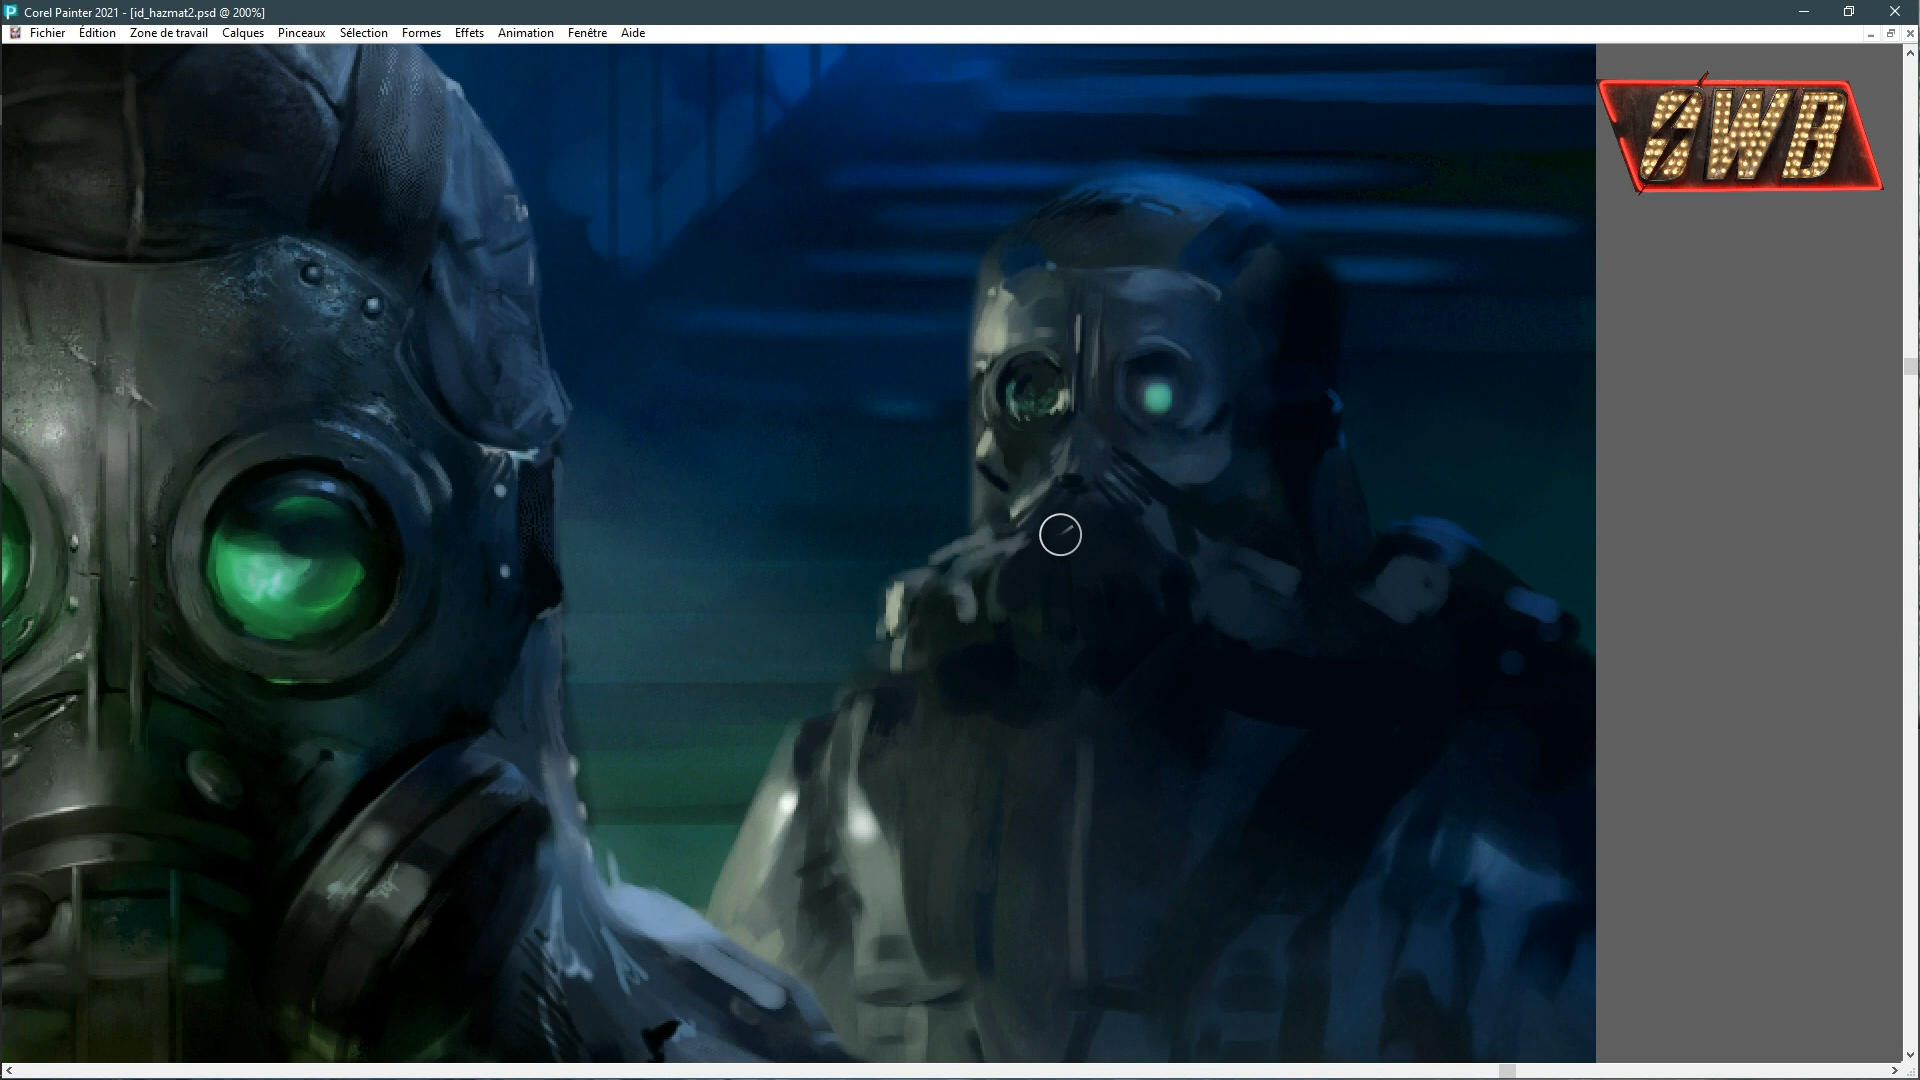 Corel Painter 2021 - [id_hazmat2.psd @ 200%]
Fichier Édition Zone de travail Calques Pinceaux Sélection Formes Effets Animation Fenêtre Aide
GWB